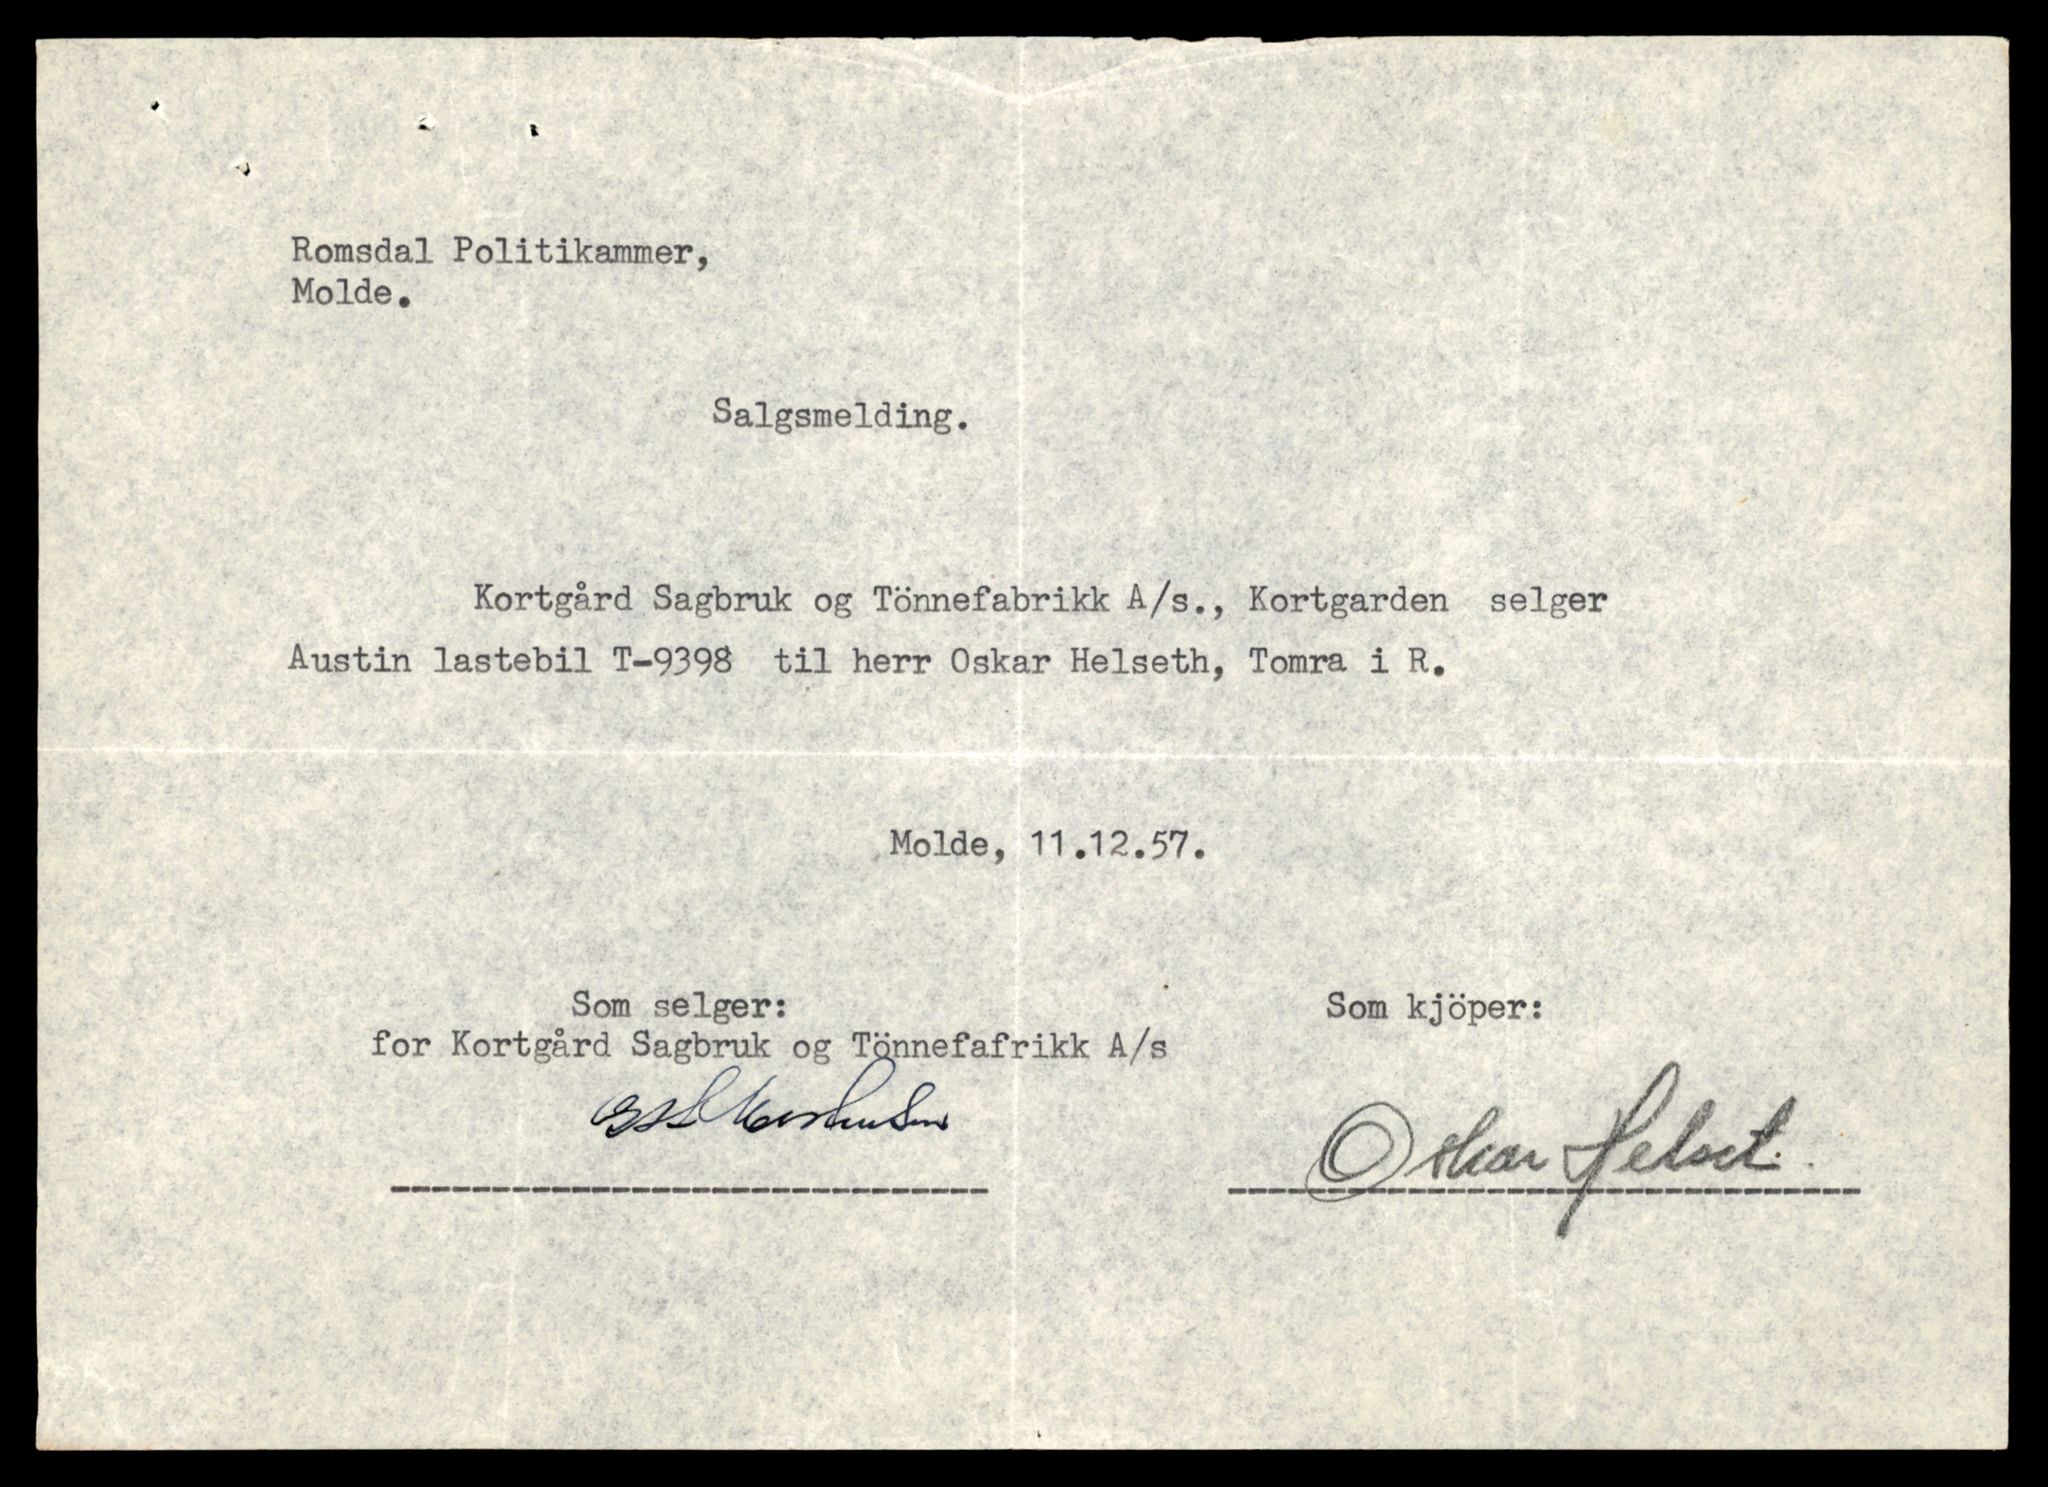 Romsdal Politikammer,
Molde.
Salgsmelding.
Kortgård Sagbruk og Tönnefabrikk A/s., Kortgarden selger
Austin lastebil T-9398 til herr Oskar Helseth, Tomra i R.
Molde, 11.12.57.
Som selger:
for Kortgård Sagbruk og Tönnefafrikk A/s
Som kjöper:
Oskar Helset.